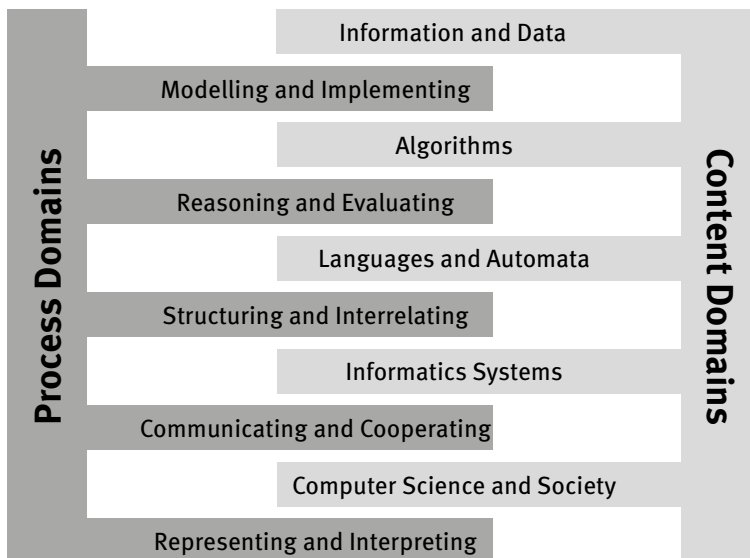 Information and Data
Modelling and Implementing
Algorithms
Reasoning and Evaluating
Languages and Automata
Structuring and Interrelating
Informatics Systems
Communicating and Cooperating
Computer Science and Society
Representing and Interpreting
Process Domains
Content Domains